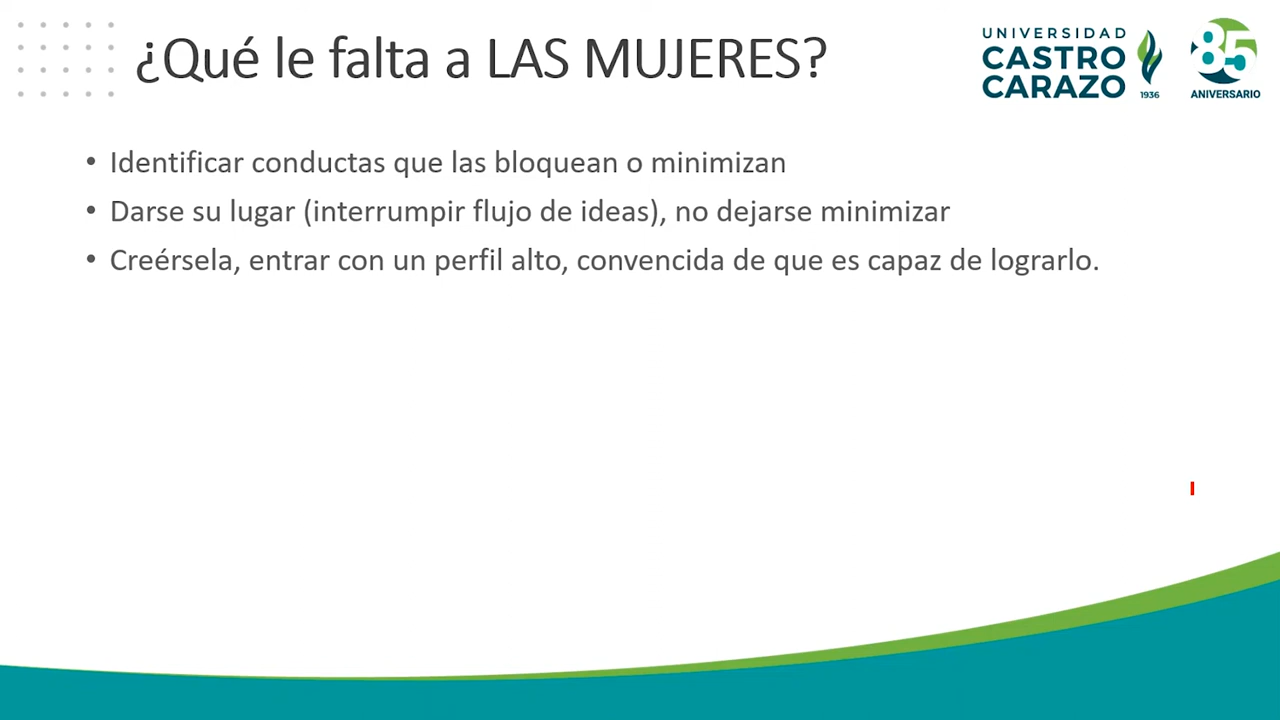 ¿Qué le falta a LAS MUJERES?
UNIVERSIDAD
CASTRO
CARAZO
1936
85
ANIVERSARIO
• Identificar conductas que las bloquean o minimizan
• Darse su lugar (interrumpir flujo de ideas), no dejarse minimizar
• Creérsela, entrar con un perfil alto, convencida de que es capaz de lograrlo.